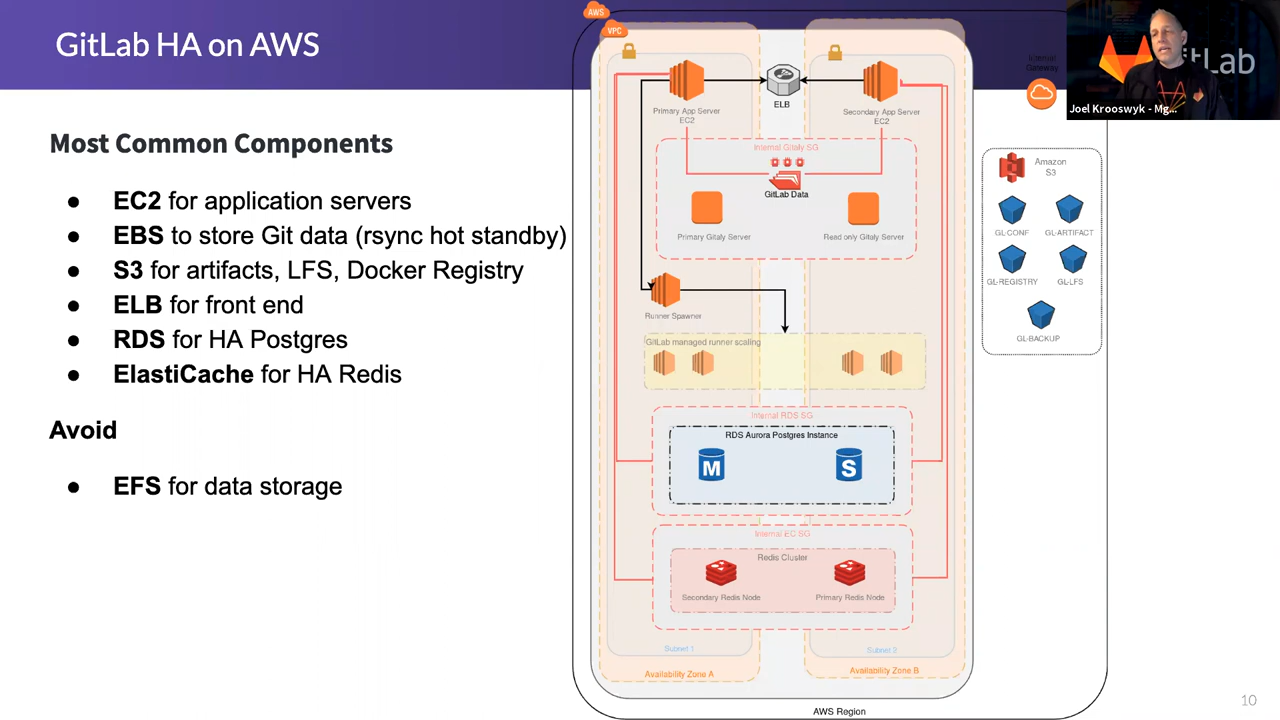 GitLab HA on AWS
Most Common Components
● EC2 for application servers
● EBS to store Git data (rsync hot standby)
● S3 for artifacts, LFS, Docker Registry
● ELB for front end
● RDS for HA Postgres
● ElastiCache for HA Redis
Avoid
● EFS for data storage
AWS
VPC
Primary App Server
EC2
ELB
Secondary App Server
EC2
Internal Gitaly SG
GitLab Data
Primary Gitaly Server
Read only Gitaly Server
Runner Spawner
GitLab managed runner scaling
Internal RDS SG
RDS Aurora Postgres Instance
M
S
Internal EC SG
Redis Cluster
Secondary Redis Node
Primary Redis Node
Subnet 1
Subnet 2
Availability Zone A
Availability Zone B
AWS Region
Internet
Gateway
Amazon
S3
GL-CONF
GL-ARTIFACT
GL-REGISTRY
GL-LFS
GL-BACKUP
Joel Krooswyk - Mg...
10